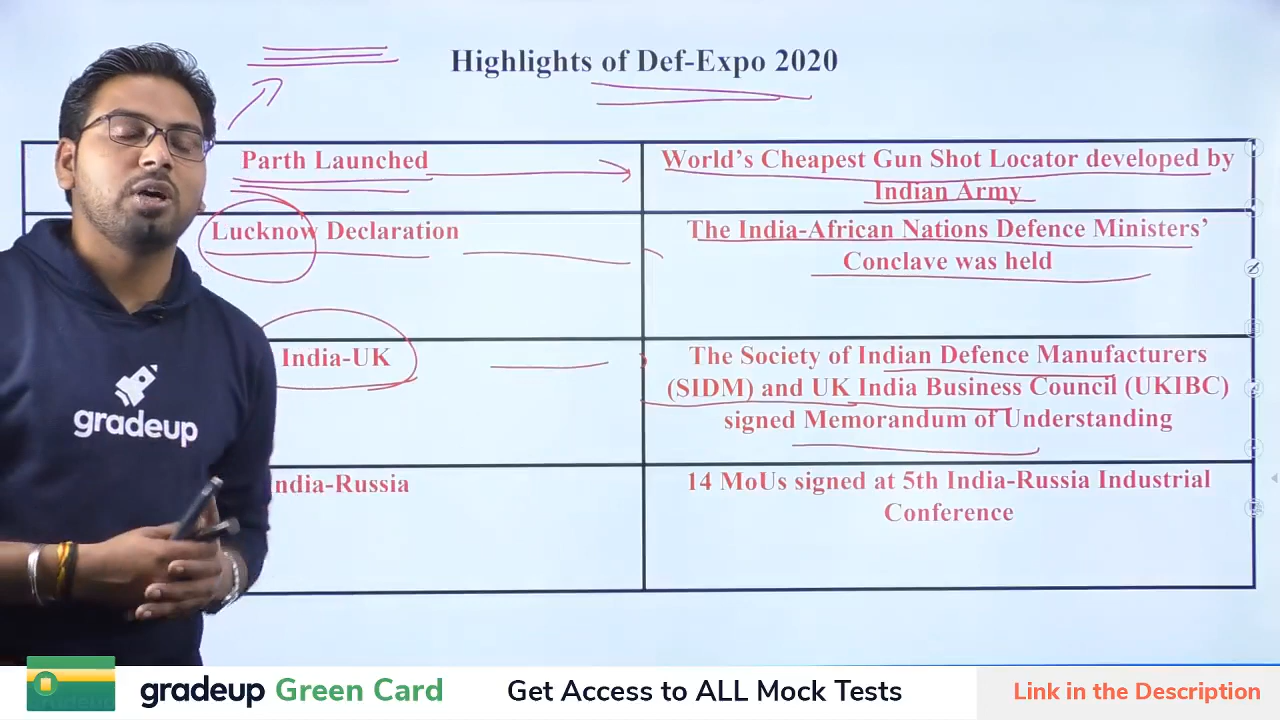 Highlights of Def-Expo 2020
Parth Launched
World's Cheapest Gun Shot Locator developed by
Indian Army
Lucknow Declaration
The India-African Nations Defence Ministers'
Conclave was held
India-UK
The Society of Indian Defence Manufacturers
(SIDM) and UK India Business Council (UKIBC)
signed Memorandum of Understanding
India-Russia
14 MoUs signed at 5th India-Russia Industrial
Conference
gradeup
gradeup Green Card
Get Access to ALL Mock Tests
Link in the Description